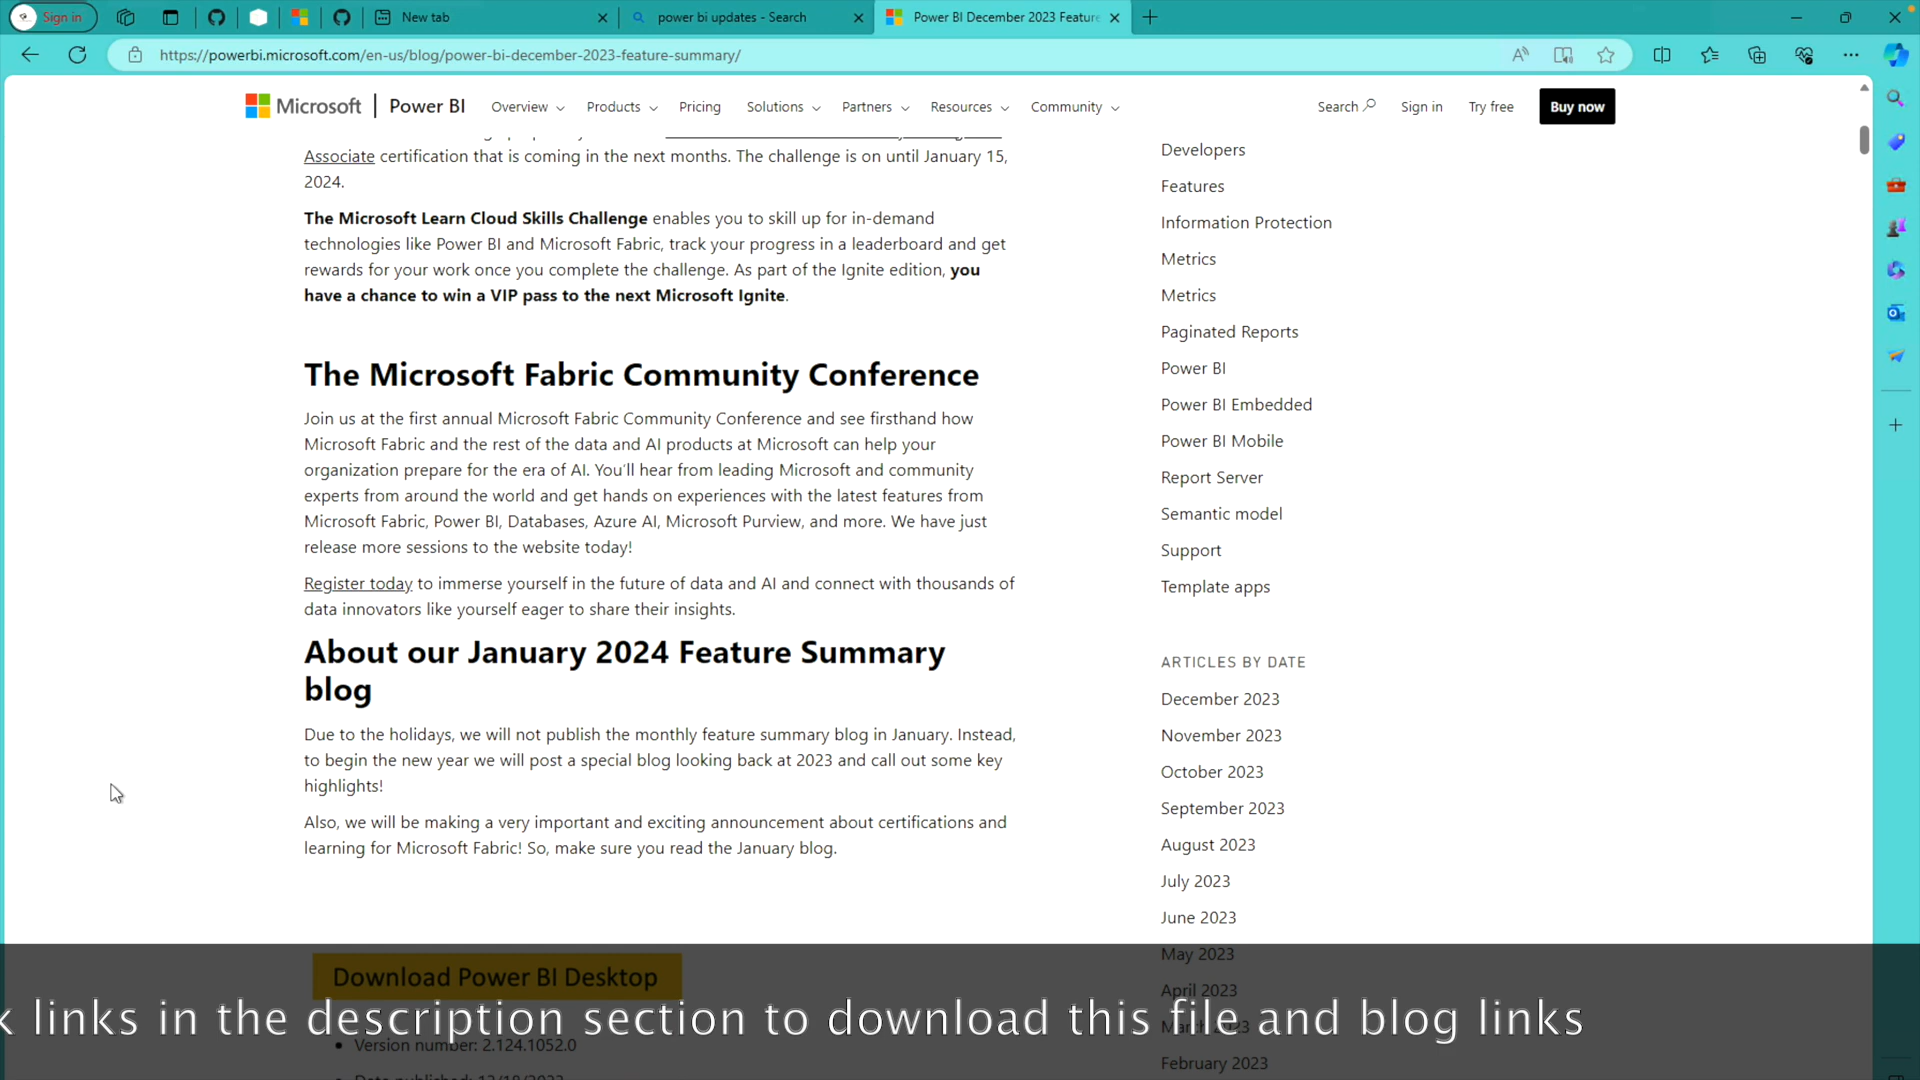 Sign in
New tab
power bi updates - Search
Power BI December 2023 Feature
https://powerbi.microsoft.com/en-us/blog/power-bi-december-2023-feature-summary/
Microsoft
Power BI
Overview
Products
Pricing
Solutions
Partners
Resources
Community
Search
Sign in
Try free
Buy now
Associate certification that is coming in the next months. The challenge is on until January 15,
2024.
The Microsoft Learn Cloud Skills Challenge enables you to skill up for in-demand
technologies like Power BI and Microsoft Fabric, track your progress in a leaderboard and get
rewards for your work once you complete the challenge. As part of the Ignite edition, you
have a chance to win a VIP pass to the next Microsoft Ignite.
The Microsoft Fabric Community Conference
Join us at the first annual Microsoft Fabric Community Conference and see firsthand how
Microsoft Fabric and the rest of the data and AI products at Microsoft can help your
organization prepare for the era of AI. You'll hear from leading Microsoft and community
experts from around the world and get hands on experiences with the latest features from
Microsoft Fabric, Power BI, Databases, Azure AI, Microsoft Purview, and more. We have just
release more sessions to the website today!
Register today to immerse yourself in the future of data and AI and connect with thousands of
data innovators like yourself eager to share their insights.
About our January 2024 Feature Summary
blog
Due to the holidays, we will not publish the monthly feature summary blog in January. Instead,
to begin the new year we will post a special blog looking back at 2023 and call out some key
highlights!
Also, we will be making a very important and exciting announcement about certifications and
learning for Microsoft Fabric! So, make sure you read the January blog.
Download Power BI Desktop
Version number: 2.124.1052.0
Developers
Features
Information Protection
Metrics
Metrics
Paginated Reports
Power BI
Power BI Embedded
Power BI Mobile
Report Server
Semantic model
Support
Template apps
ARTICLES BY DATE
December 2023
November 2023
October 2023
September 2023
August 2023
July 2023
June 2023
May 2023
April 2023
March 2023
February 2023
links in the description section to download this file and blog links